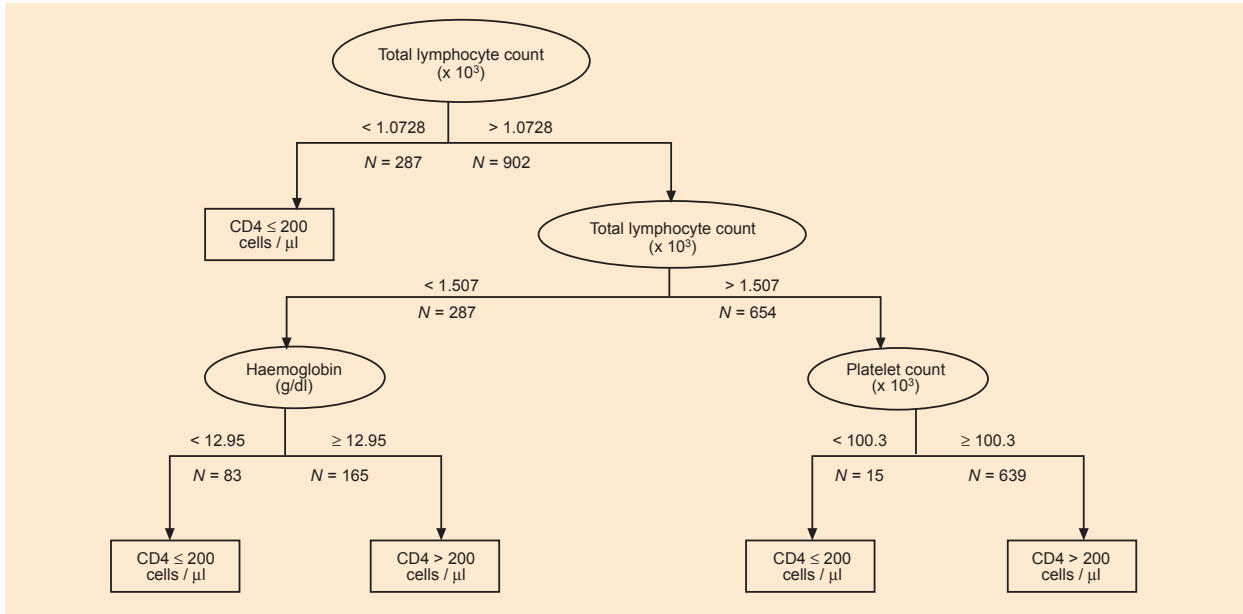 Total lymphocyte count
(x 10³)
< 1.0728
> 1.0728
N = 287
N = 902
CD4 ≤ 200
cells / µl
Total lymphocyte count
(x 10³)
< 1.507
> 1.507
N = 287
N = 654
Haemoglobin
(g/dl)
Platelet count
(x 10³)
< 12.95
≥ 12.95
< 100.3
≥ 100.3
N = 83
N = 165
N = 15
N = 639
CD4 ≤ 200
cells / µl
CD4 > 200
cells / µl
CD4 ≤ 200
cells / µl
CD4 > 200
cells / µl